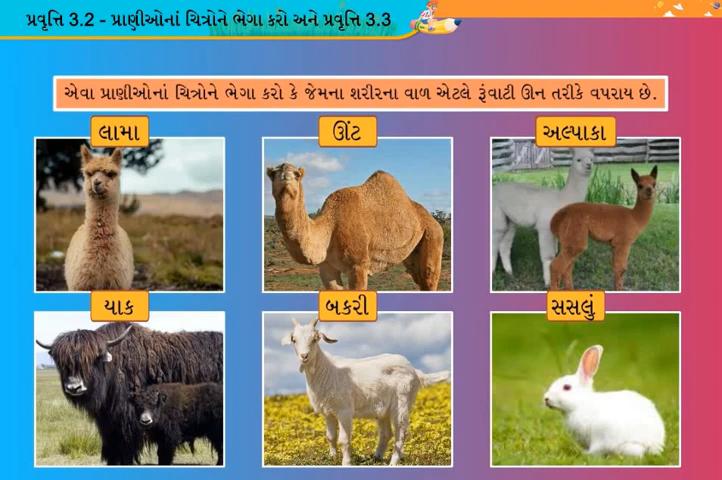 પ્રવૃત્તિ 3.2 - પ્રાણીઓનાં ચિત્રોને ભેગા કરો અને પ્રવૃત્તિ 3.3
એવા પ્રાણીઓનાં ચિત્રોને ભેગા કરો કે જેમના શરીરના વાળ એટલે રૂંવાટી ઊન તરીકે વપરાય છે.
લામા ઊંટ અલ્પાકા
યાક બકરી સસલું